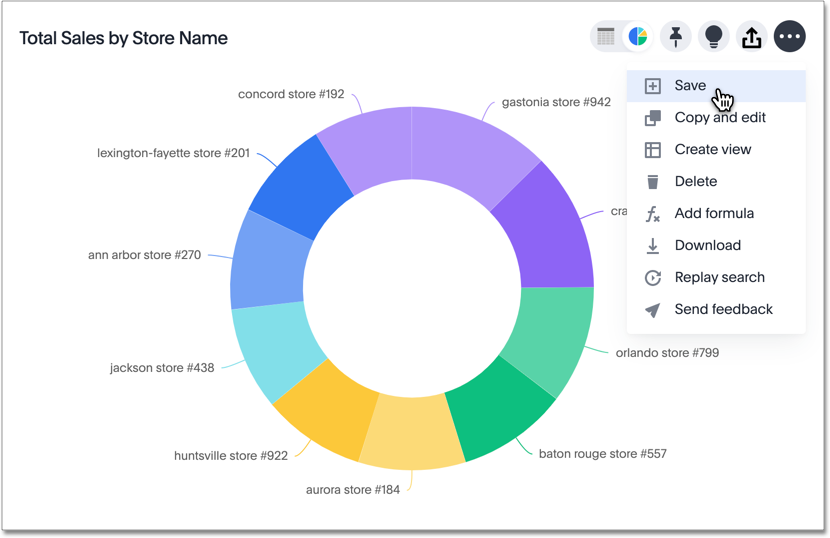 Total Sales by Store Name
Save
Copy and edit
Create view
Delete
Add formula
Download
Replay search
Send feedback
concord store #192
gastonia store #942
lexington-fayette store #201
ann arbor store #270
orlando store #799
jackson store #438
huntsville store #922
baton rouge store #557
aurora store #184